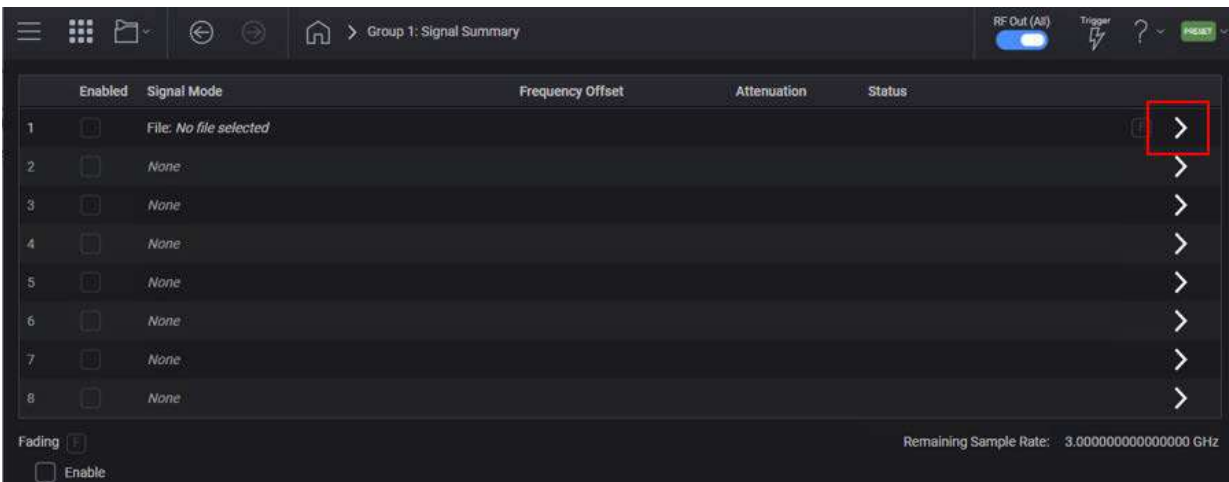 Group 1: Signal Summary
RF Out (All)
Trigger
?
PRESET
Enabled Signal Mode Frequency Offset Attenuation Status
1 File: No file selected F
2 None
3 None
4 None
5 None
6 None
7 None
8 None
Fading F Remaining Sample Rate: 3.000000000000000 GHz
Enable